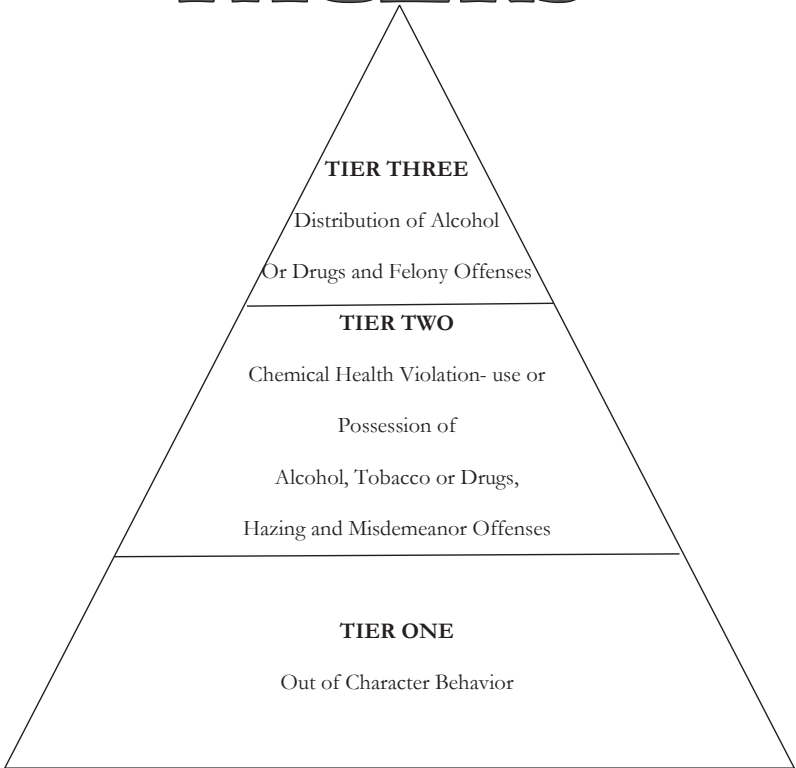 TIER THREE
Distribution of Alcohol
Or Drugs and Felony Offenses
TIER TWO
Chemical Health Violation- use or
Possession of
Alcohol, Tobacco or Drugs,
Hazing and Misdemeanor Offenses
TIER ONE
Out of Character Behavior